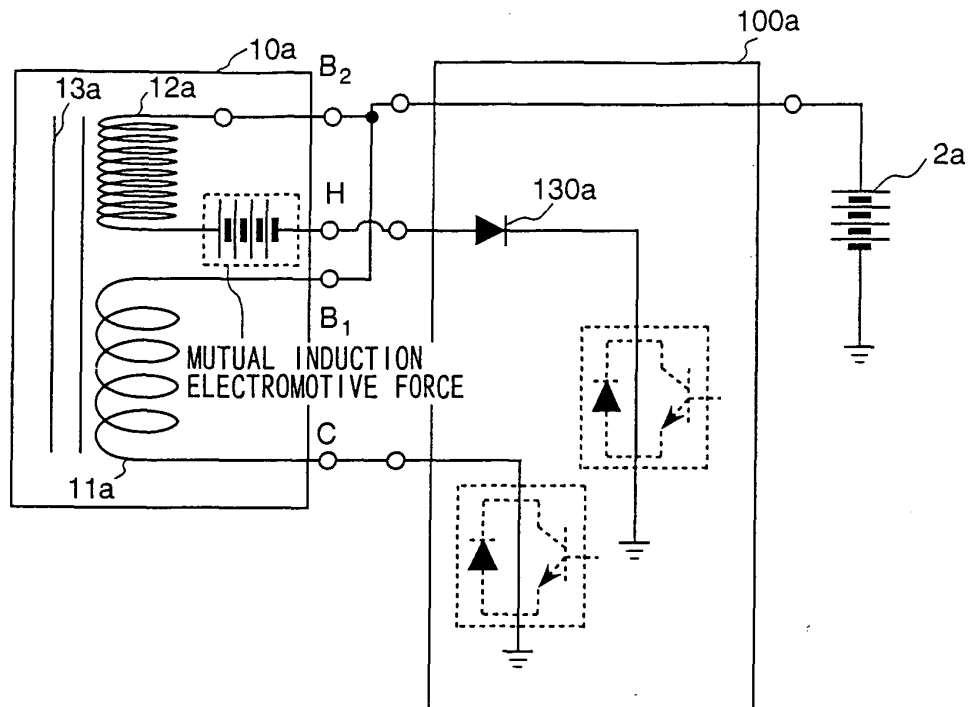 100a
10a
B₂
13a
12a
2a
H
130a
B₁
MUTUAL INDUCTION
ELECTROMOTIVE FORCE
C
11a